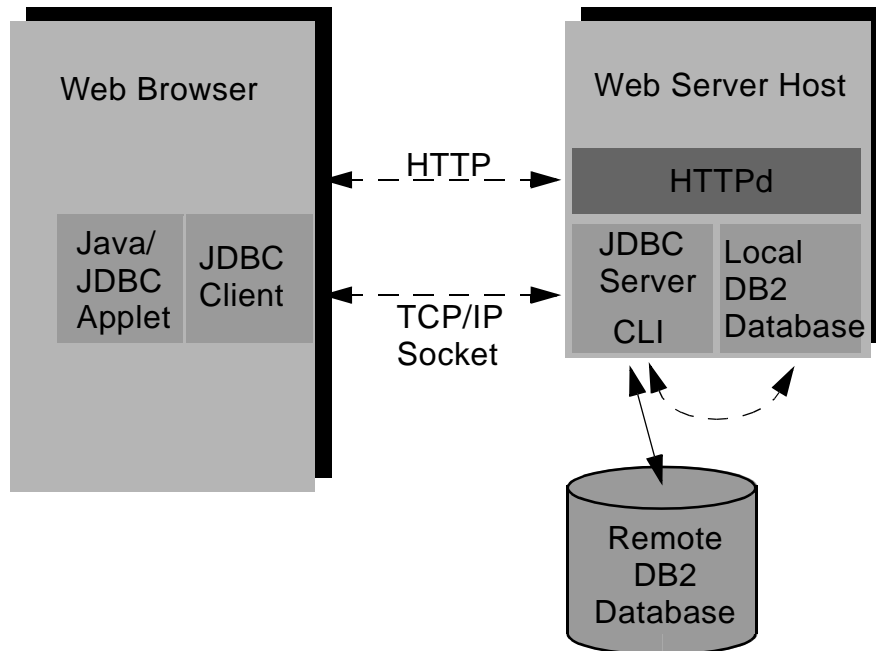 Web Browser
Web Server Host
HTTP
HTTPd
Java/
JDBC
Applet
JDBC
Client
TCP/IP
Socket
JDBC
Server
CLI
Local
DB2
Database
Remote
DB2
Database